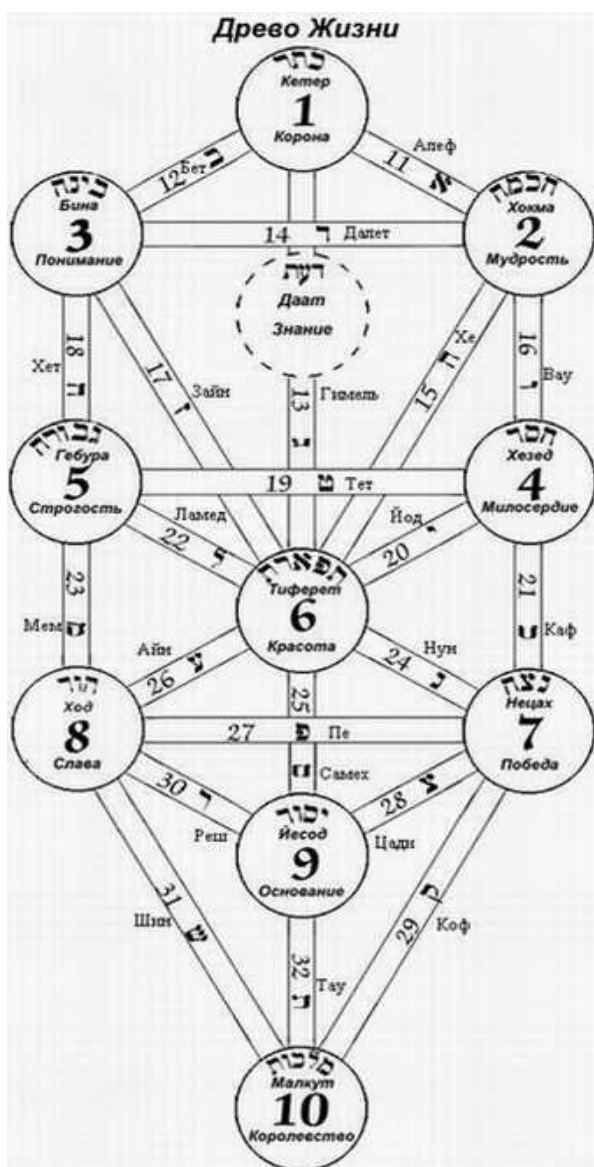 Древо Жизни
כתר
Кетер
1
Корона
12 Бет ב
11 Алеф א
בינה
Бина
3
Понимание
חכמה
Хокма
2
Мудрость
14 ד Далет
דעת
Даат
Знание
18 Хет
17 Зайн ז
13 Гимель
15 Хе ה
16 Вау ו
גבורה
Гебура
5
Строгость
חסד
Хезед
4
Милосердие
19 ט Тет
22 Ламед ל
20 Йод י
תפארת
Тиферет
6
Красота
23 Мем
26 Айн ע
24 Нун נ
21 Каф
הוד
Ход
8
Слава
25 Самех
27 פ Пе
נצח
Нецах
7
Победа
30 ר Реш
28 צ Цади
יסוד
Йесод
9
Основание
31 ש Шин
32 ת Тау
29 ק Коф
מלכות
Малкут
10
Королевство